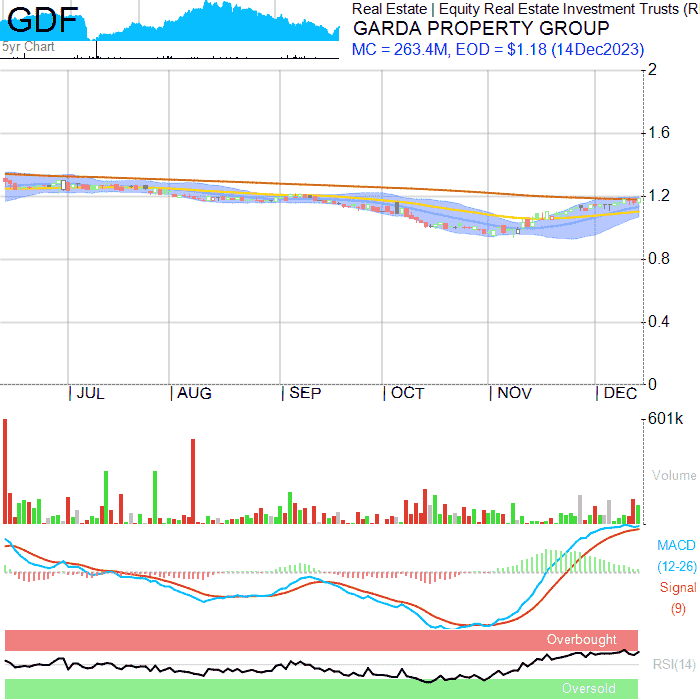 GDF
5yr Chart
Real Estate | Equity Real Estate Investment Trusts (R
GARDA PROPERTY GROUP
MC = 263.4M, EOD = $1.18 (14Dec2023)
2
1.6
1.2
0.8
0.4
0
| JUL | AUG | SEP | OCT | NOV | DEC
601k
Volume
MACD
(12-26)
Signal
(9)
Overbought
RSI(14)
Oversold